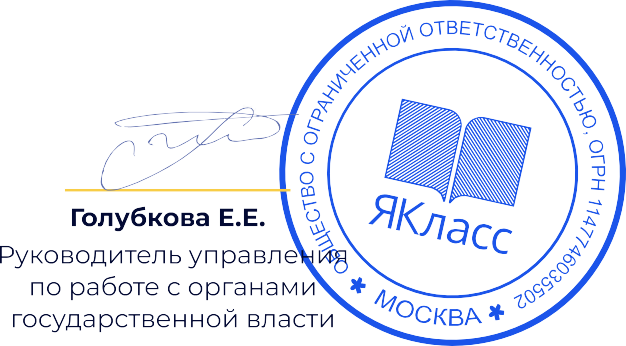 Голубкова Е.Е.
Руководитель управления
по работе с органами
государственной власти
ОБЩЕСТВО С ОГРАНИЧЕННОЙ ОТВЕТСТВЕННОСТЬЮ, ОГРН 1147746035502
ЯКласс
* МОСКВА *